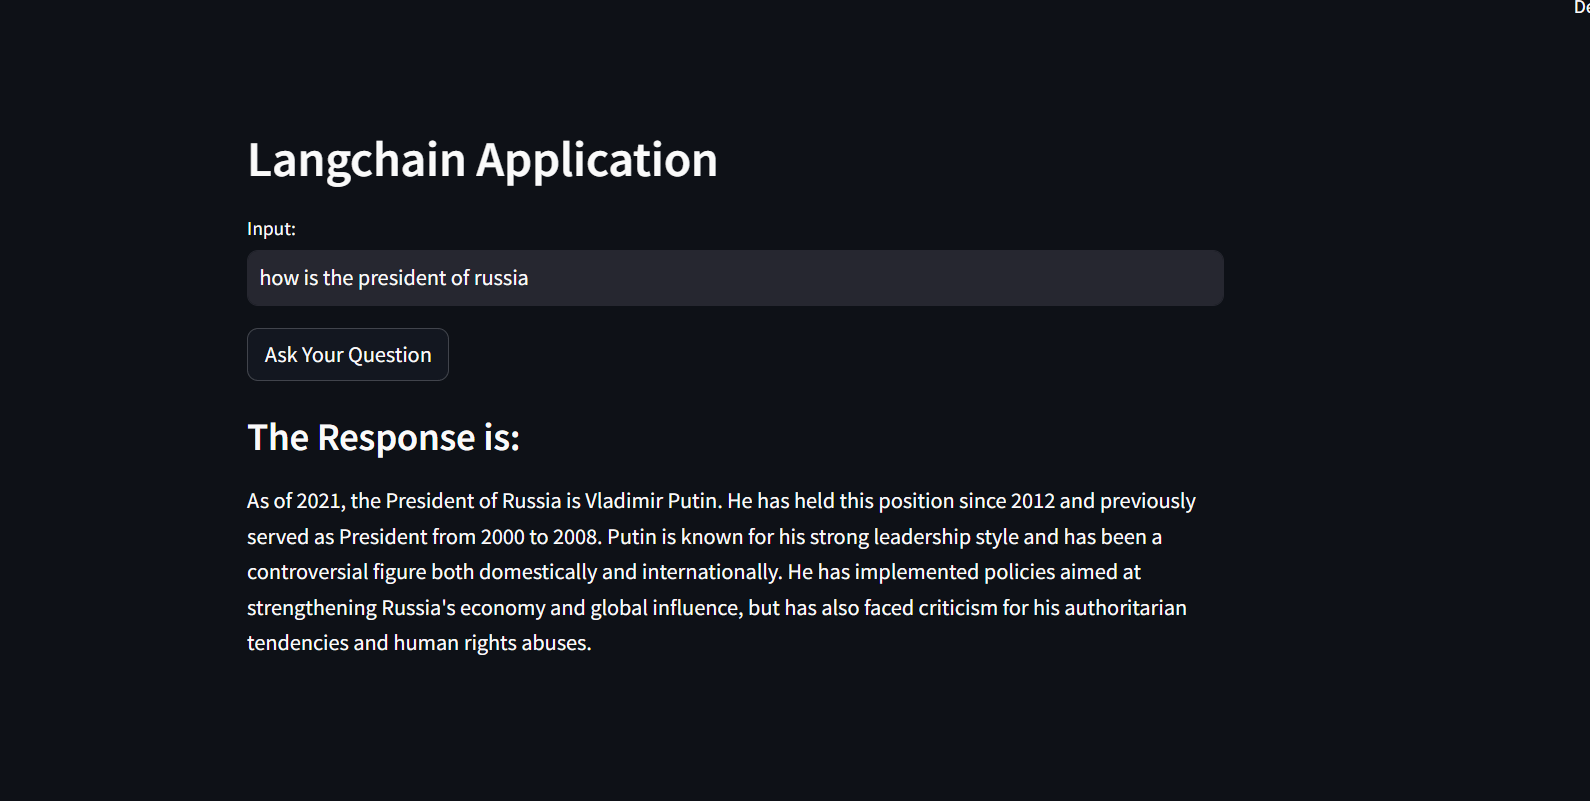 De
Langchain Application
Input:
how is the president of russia
Ask Your Question
The Response is:
As of 2021, the President of Russia is Vladimir Putin. He has held this position since 2012 and previously
served as President from 2000 to 2008. Putin is known for his strong leadership style and has been a
controversial figure both domestically and internationally. He has implemented policies aimed at
strengthening Russia's economy and global influence, but has also faced criticism for his authoritarian
tendencies and human rights abuses.